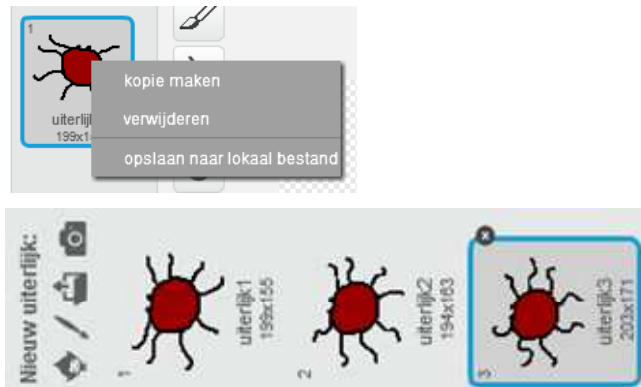 1
kopie maken
verwijderen
opslaan naar lokaal bestand
uiterlij
199x1
Nieuw uiterlijk:
1
uiterlijk1
199x155
2
uiterlijk2
194x163
3
uiterlijk3
203x171